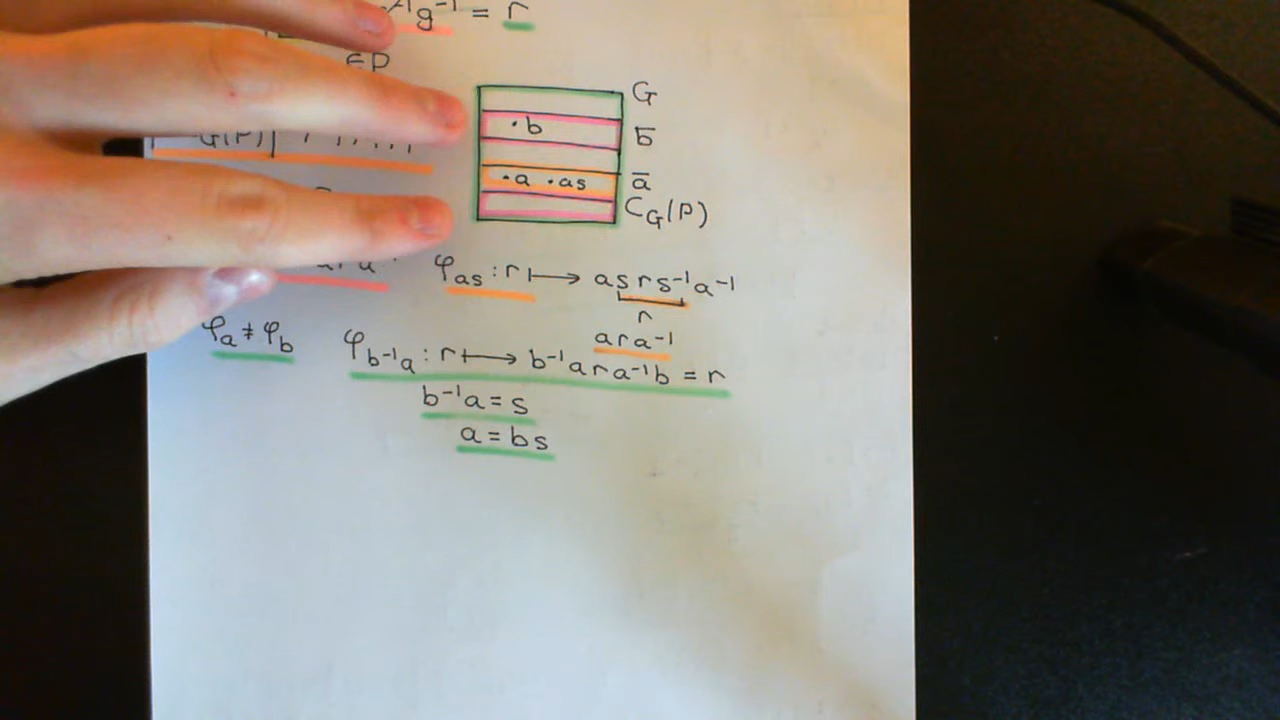 g⁻¹ = r
∈P
G
·b b̄
G(P)|
·a ·as ā
C_G(P)
φ_as : r ⟼ asrs⁻¹a⁻¹
r
ara⁻¹
φ_a ≠ φ_b φ_b⁻¹a : r ⟼ b⁻¹ara⁻¹b = r
b⁻¹a = s
a = bs